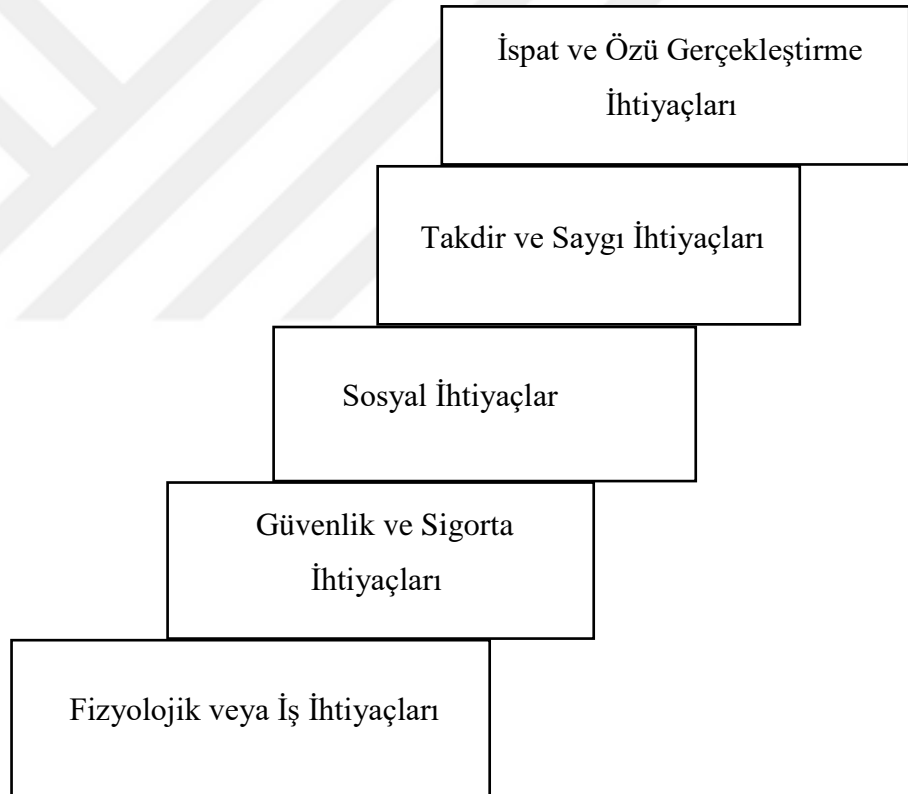 İspat ve Özü Gerçekleştirme
İhtiyaçları
Takdir ve Saygı İhtiyaçları
Sosyal İhtiyaçlar
Güvenlik ve Sigorta
İhtiyaçları
Fizyolojik veya İş İhtiyaçları